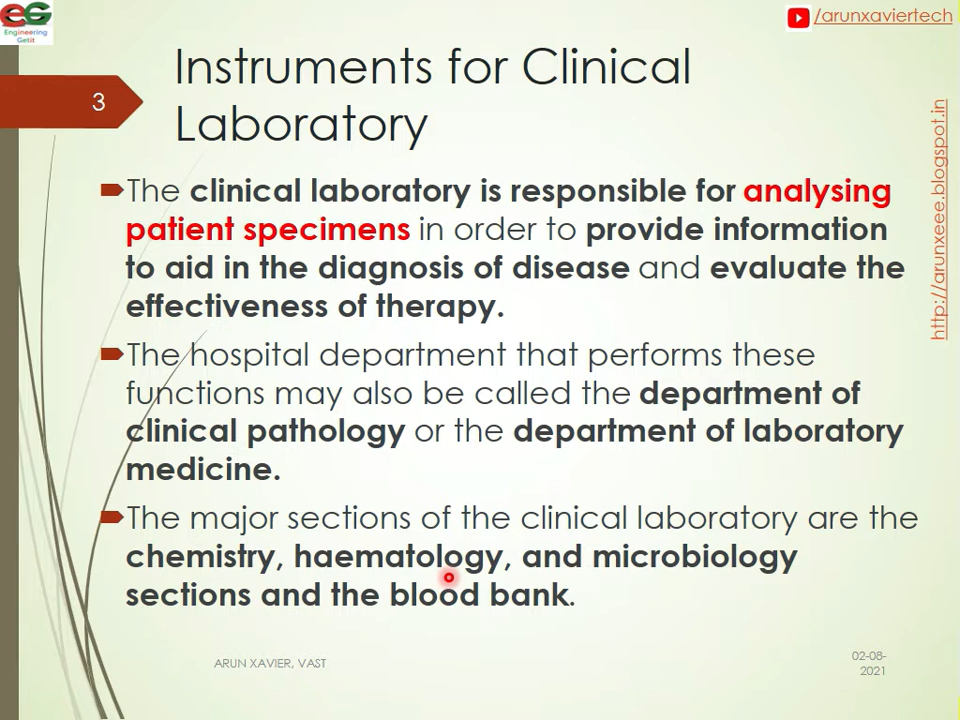 EG
Engineering
Getit
/arunxaviertech
Instruments for Clinical
Laboratory
3
http://arunxeee.blogspot.in
The clinical laboratory is responsible for analysing
patient specimens in order to provide information
to aid in the diagnosis of disease and evaluate the
effectiveness of therapy.
The hospital department that performs these
functions may also be called the department of
clinical pathology or the department of laboratory
medicine.
The major sections of the clinical laboratory are the
chemistry, haematology, and microbiology
sections and the blood bank.
ARUN XAVIER, VAST
02-08-
2021